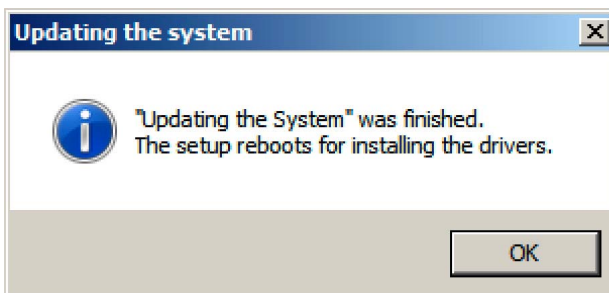 Updating the system
"Updating the System" was finished.
The setup reboots for installing the drivers.
OK